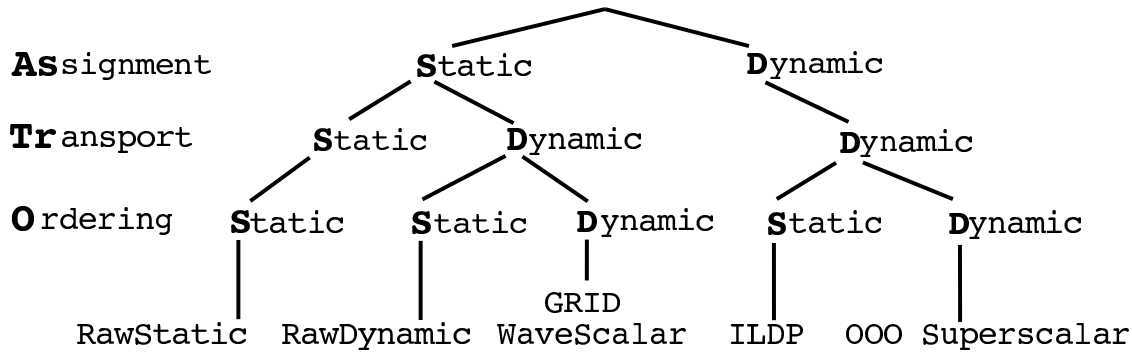 Assignment Static Dynamic
Transport Static Dynamic Dynamic
Ordering Static Static Dynamic Static Dynamic
GRID
RawStatic RawDynamic WaveScalar ILDP OOO Superscalar